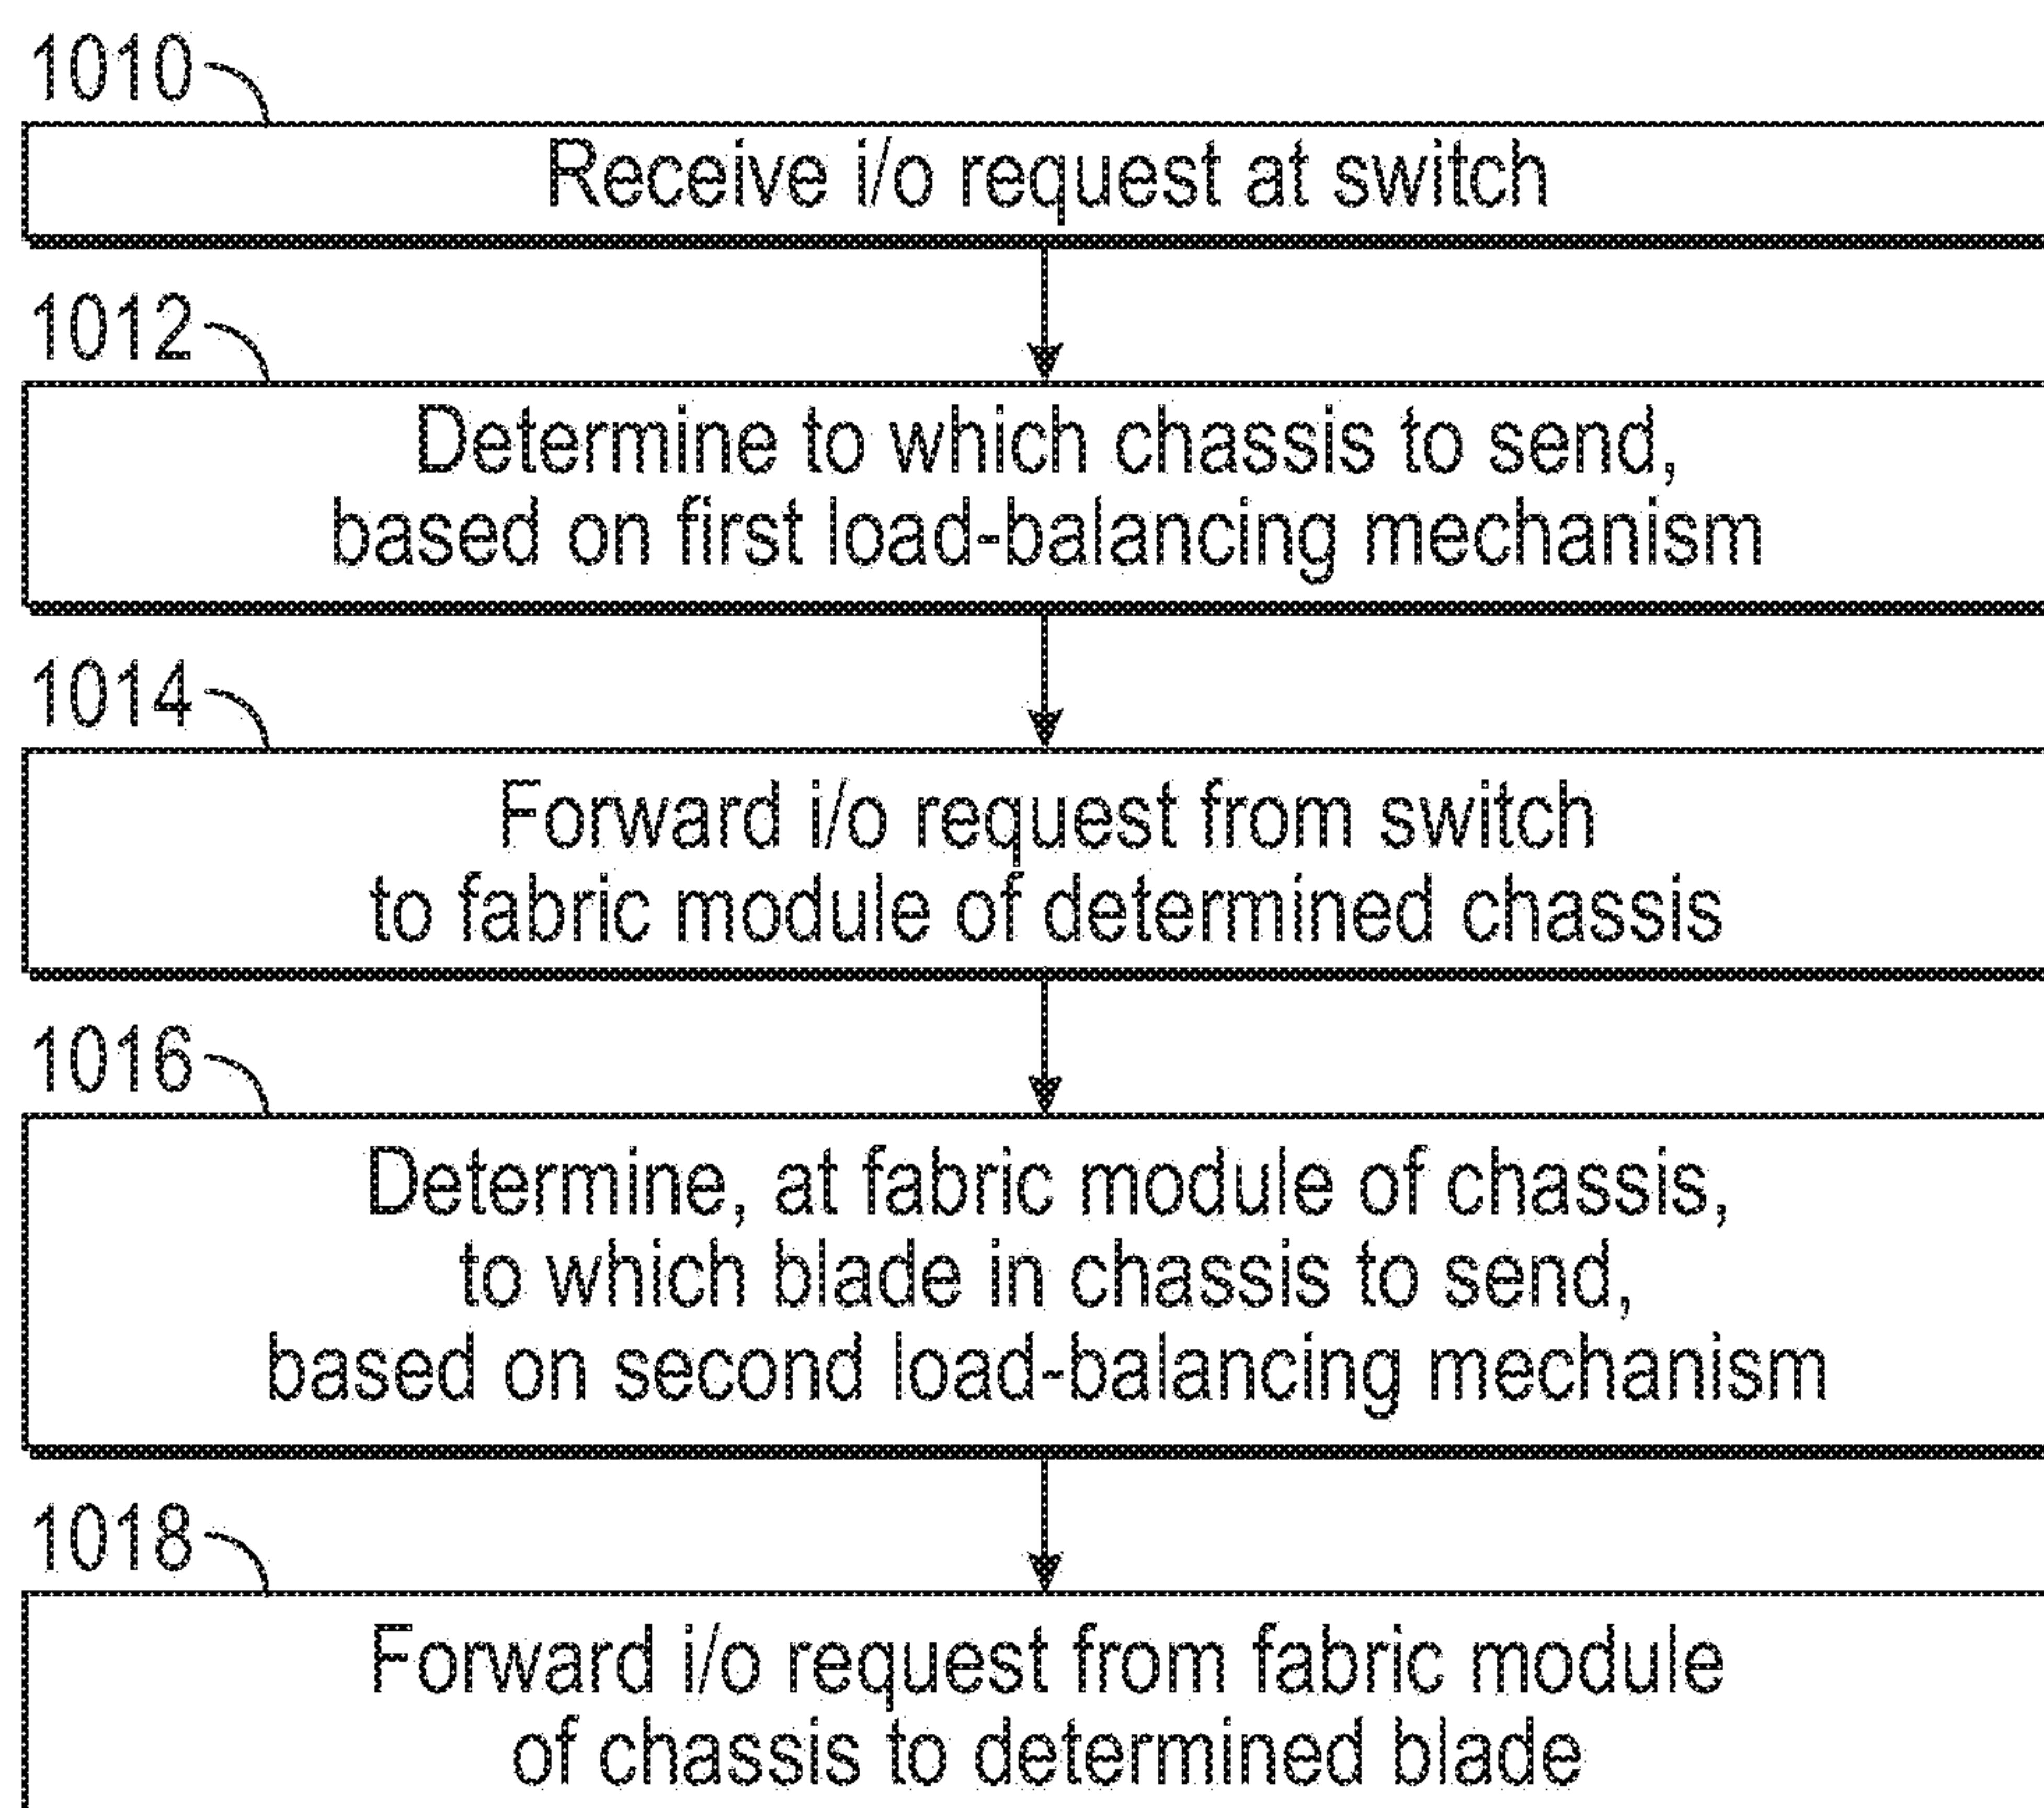 1010
Receive i/o request at switch
1012
Determine to which chassis to send,
based on first load-balancing mechanism
1014
Forward i/o request from switch
to fabric module of determined chassis
1016
Determine, at fabric module of chassis,
to which blade in chassis to send,
based on second load-balancing mechanism
1018
Forward i/o request from fabric module
of chassis to determined blade